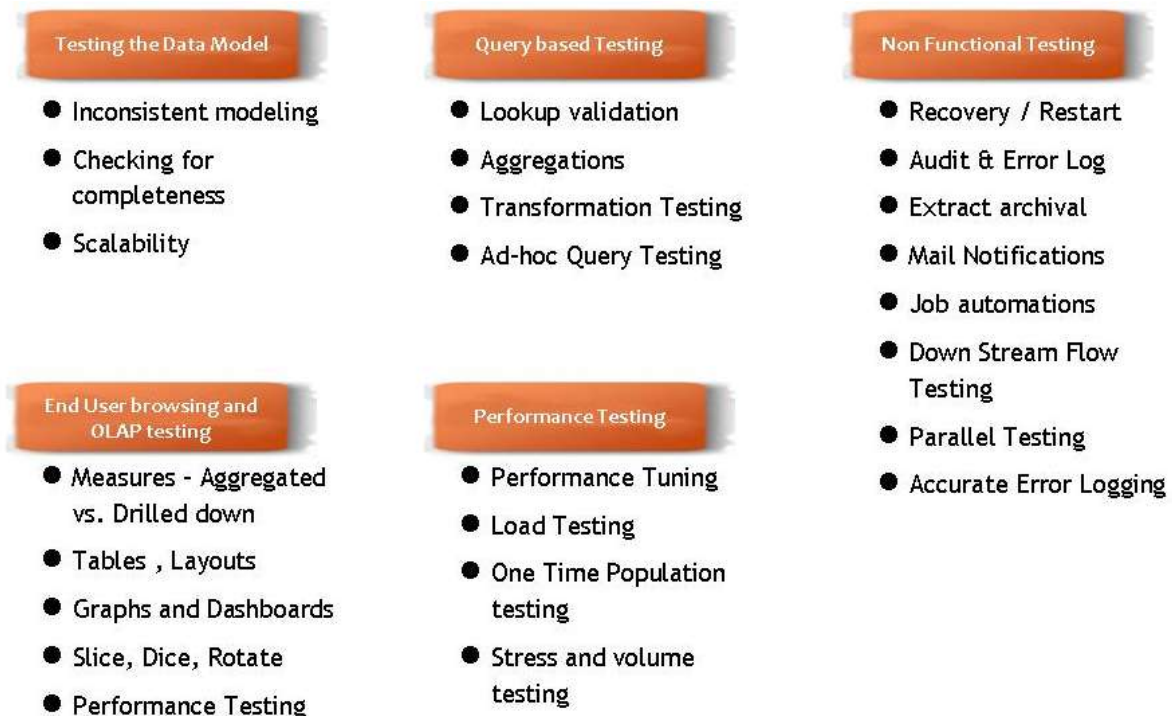 Testing the Data Model
● Inconsistent modeling
● Checking for
completeness
● Scalability
Query based Testing
● Lookup validation
● Aggregations
● Transformation Testing
● Ad-hoc Query Testing
Non Functional Testing
● Recovery / Restart
● Audit & Error Log
● Extract archival
● Mail Notifications
● Job automations
● Down Stream Flow
Testing
● Parallel Testing
● Accurate Error Logging
End User browsing and
OLAP testing
● Measures - Aggregated
vs. Drilled down
● Tables , Layouts
● Graphs and Dashboards
● Slice, Dice, Rotate
● Performance Testing
Performance Testing
● Performance Tuning
● Load Testing
● One Time Population
testing
● Stress and volume
testing